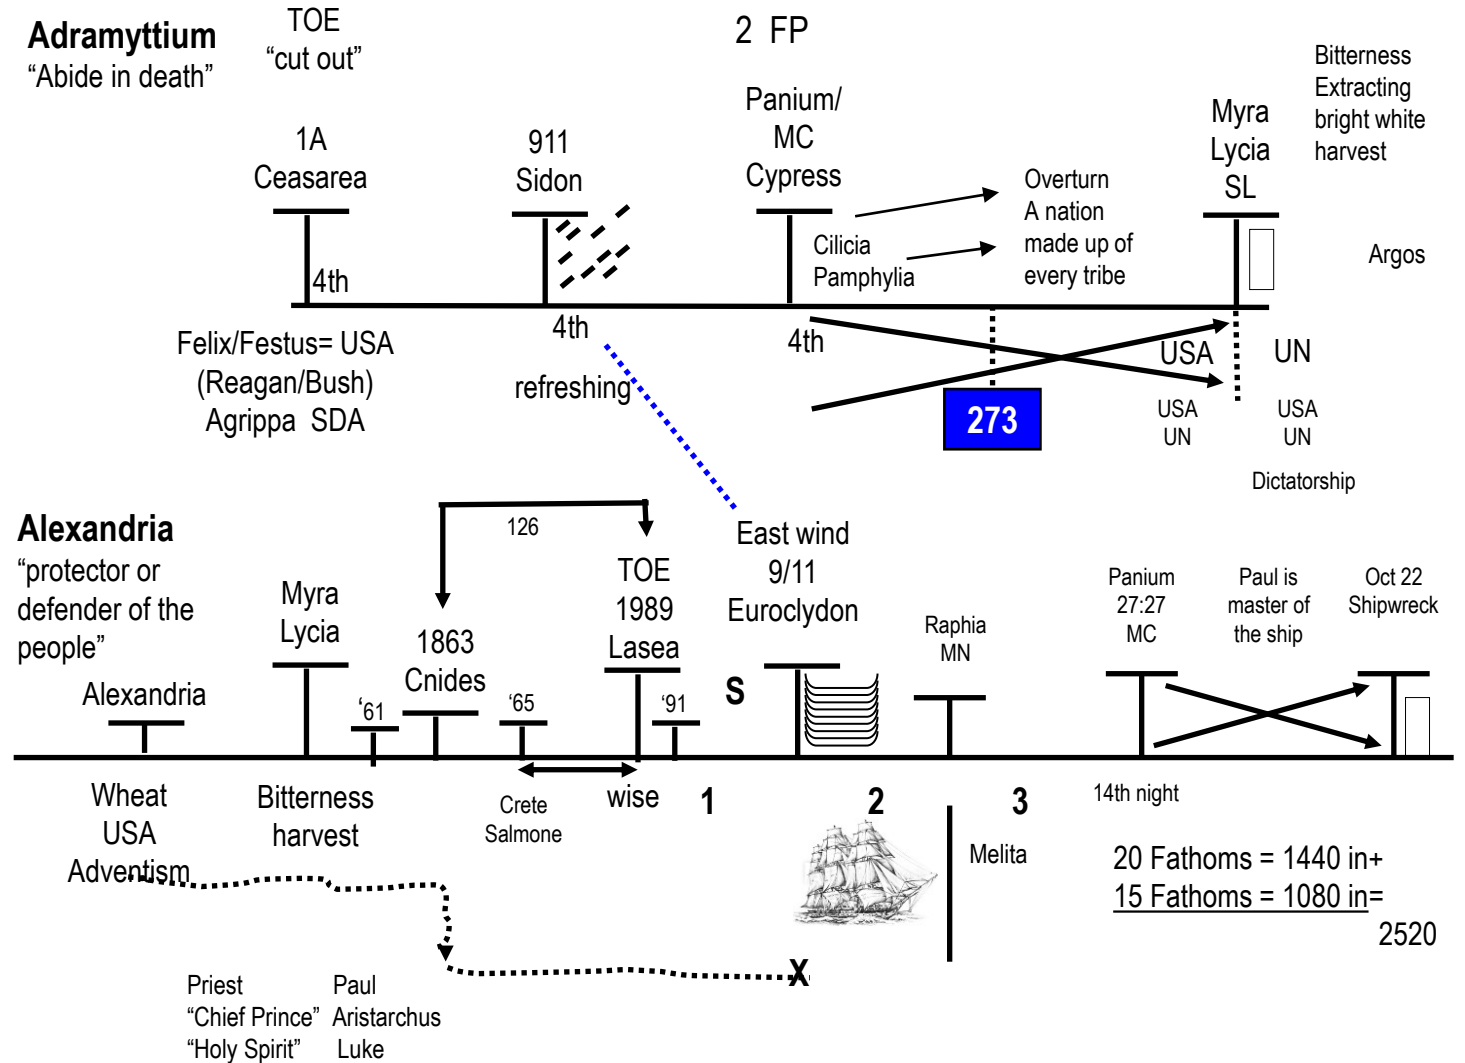 Adramyttium
“Abide in death”
TOE
“cut out”
2 FP
Bitterness
Extracting
bright white
harvest
1A
Ceasarea
911
Sidon
Panium/
MC
Cypress
Myra
Lycia
SL
Overturn
A nation
made up of
every tribe
Cilicia
Pamphylia
Argos
4th
4th
4th
Felix/Festus= USA
(Reagan/Bush)
Agrippa SDA
refreshing
273
USA
UN
USA
UN
USA
UN
Dictatorship
Alexandria
“protector or
defender of the
people”
126
Alexandria
Myra
Lycia
‘61
1863
Cnides
‘65
TOE
1989
Lasea
‘91
S
East wind
9/11
Euroclydon
Raphia
MN
Panium
27:27
MC
Paul is
master of
the ship
Oct 22
Shipwreck
Wheat
USA
Adventism
Bitterness
harvest
Crete
Salmone
wise
1
2
3
14th night
Melita
20 Fathoms = 1440 in+
15 Fathoms = 1080 in=
2520
X
Priest Paul
“Chief Prince” Aristarchus
“Holy Spirit” Luke